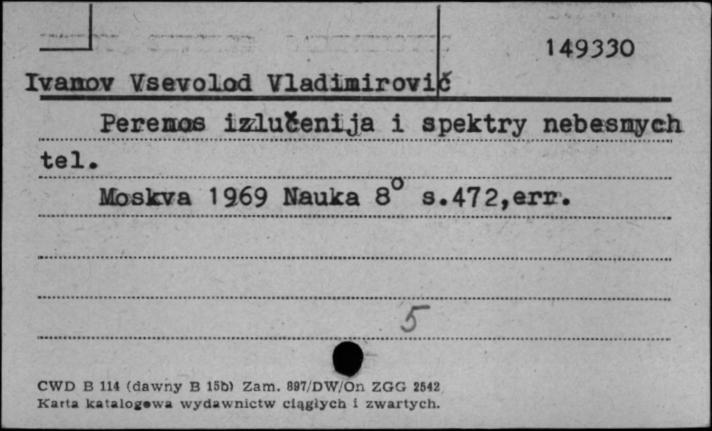 149330
Ivanov Vsevolod Vladimirovič
Perenos izlučenija i spektry nebesnych
tel.
Moskva 1969 Nauka 8° s.472,err.
5
CWD B 114 (dawny B 15b) Zam. 897/DW/On ZGG 2542
Karta katalogowa wydawnictw ciągłych i zwartych.